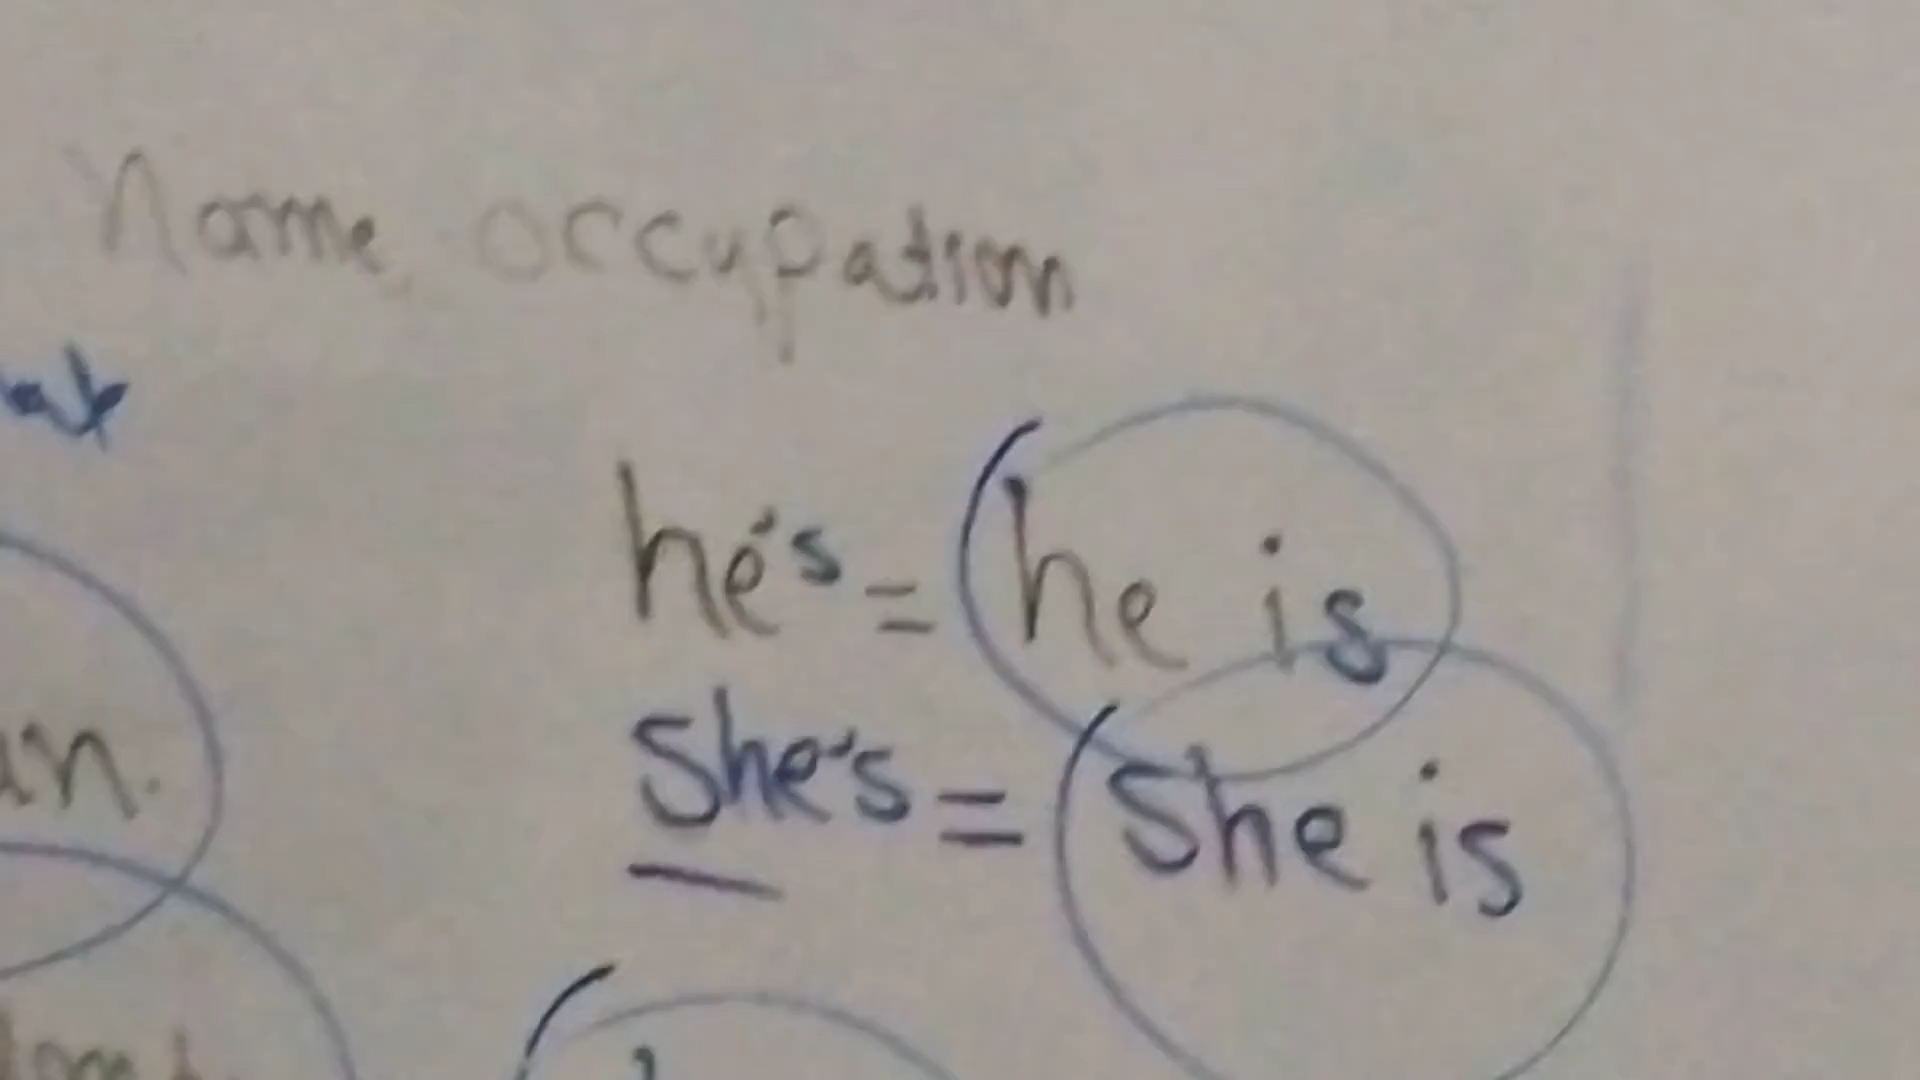 Name, occupation
he's = he is
She's = She is